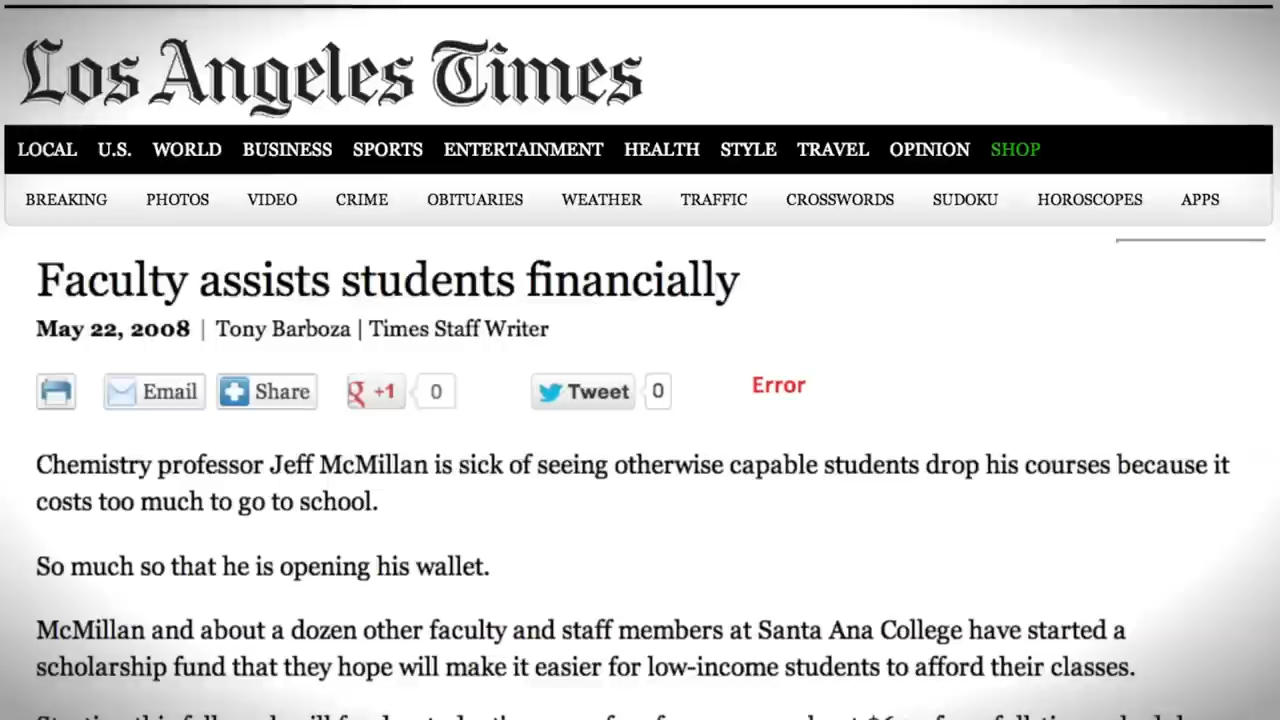 Los Angeles Times
LOCAL U.S. WORLD BUSINESS SPORTS ENTERTAINMENT HEALTH STYLE TRAVEL OPINION SHOP
BREAKING PHOTOS VIDEO CRIME OBITUARIES WEATHER TRAFFIC CROSSWORDS SUDOKU HOROSCOPES APPS
Faculty assists students financially
May 22, 2008 | Tony Barboza | Times Staff Writer
Email Share g +1 0 Tweet 0 Error
Chemistry professor Jeff McMillan is sick of seeing otherwise capable students drop his courses because it
costs too much to go to school.
So much so that he is opening his wallet.
McMillan and about a dozen other faculty and staff members at Santa Ana College have started a
scholarship fund that they hope will make it easier for low-income students to afford their classes.